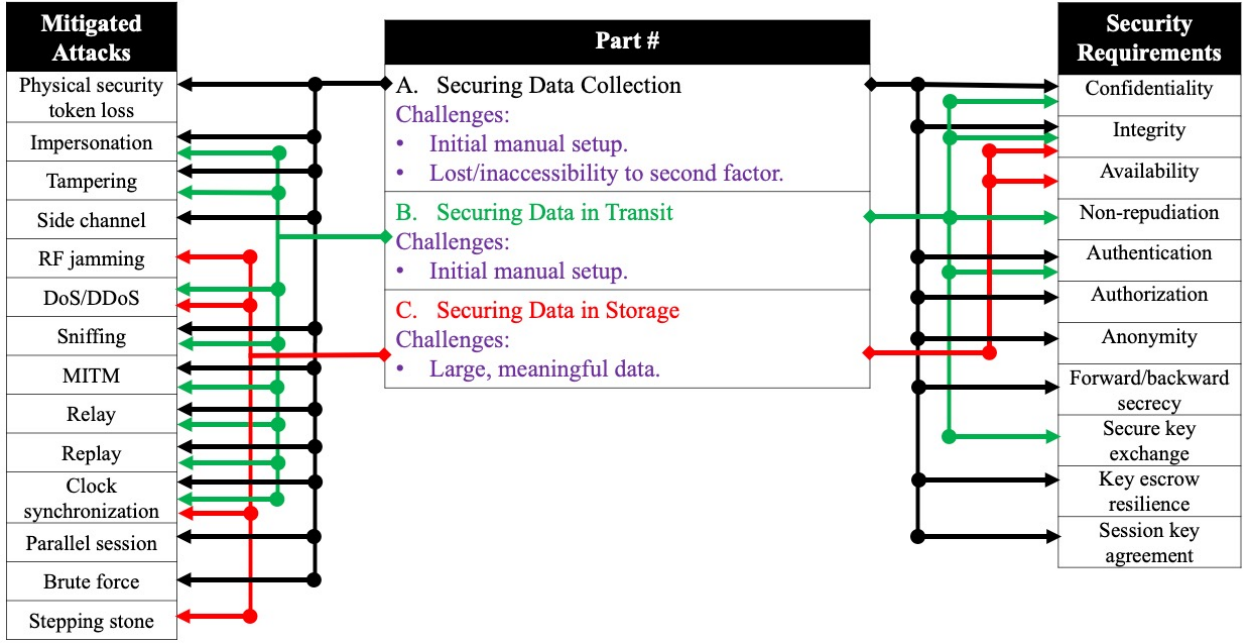 Mitigated
Attacks
Physical security
token loss
Impersonation
Tampering
Side channel
RF jamming
DoS/DDoS
Sniffing
MITM
Relay
Replay
Clock
synchronization
Parallel session
Brute force
Stepping stone
Part #
A. Securing Data Collection
Challenges:
• Initial manual setup.
• Lost/inaccessibility to second factor.
B. Securing Data in Transit
Challenges:
• Initial manual setup.
C. Securing Data in Storage
Challenges:
• Large, meaningful data.
Security
Requirements
Confidentiality
Integrity
Availability
Non-repudiation
Authentication
Authorization
Anonymity
Forward/backward
secrecy
Secure key
exchange
Key escrow
resilience
Session key
agreement